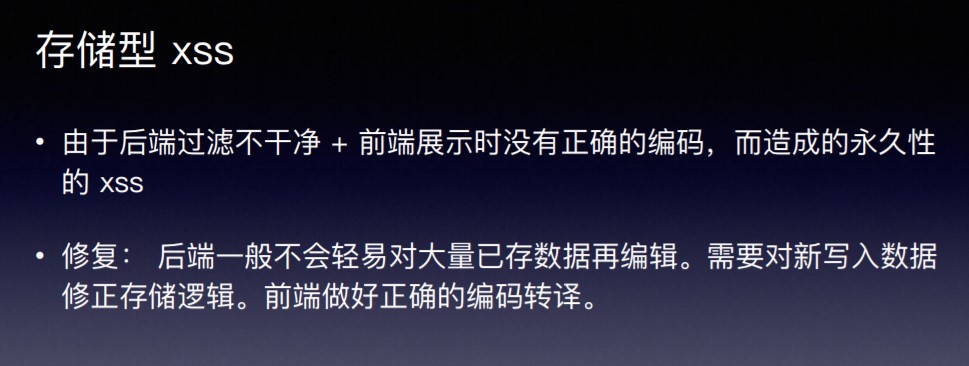 存储型 xss
• 由于后端过滤不干净 + 前端展示时没有正确的编码，而造成的永久性
的 xss
• 修复： 后端一般不会轻易对大量已存数据再编辑。需要对新写入数据
修正存储逻辑。前端做好正确的编码转译。